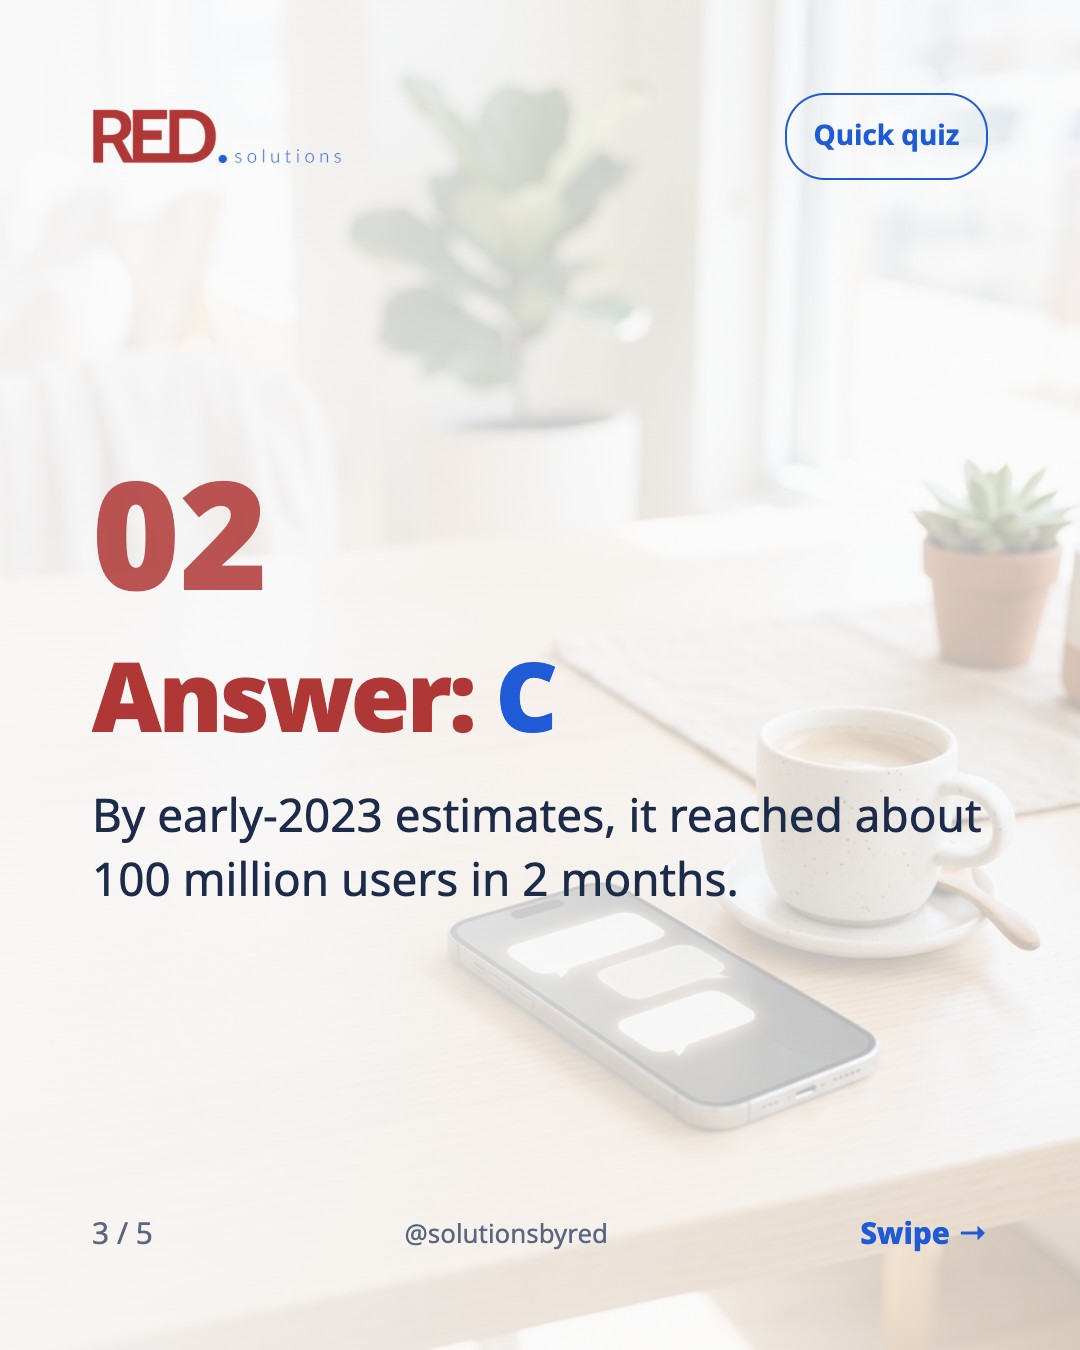 RED.solutions
Quick quiz
02
Answer: C
By early-2023 estimates, it reached about
100 million users in 2 months.
3 / 5
@solutionsbyred
Swipe →